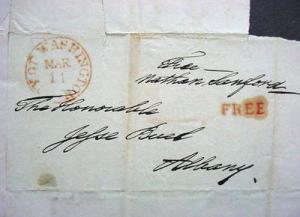 WASHINGTON
MAR
11
Free
Nathan Sanford
FREE
The Honorable
Jesse Buel
Albany.